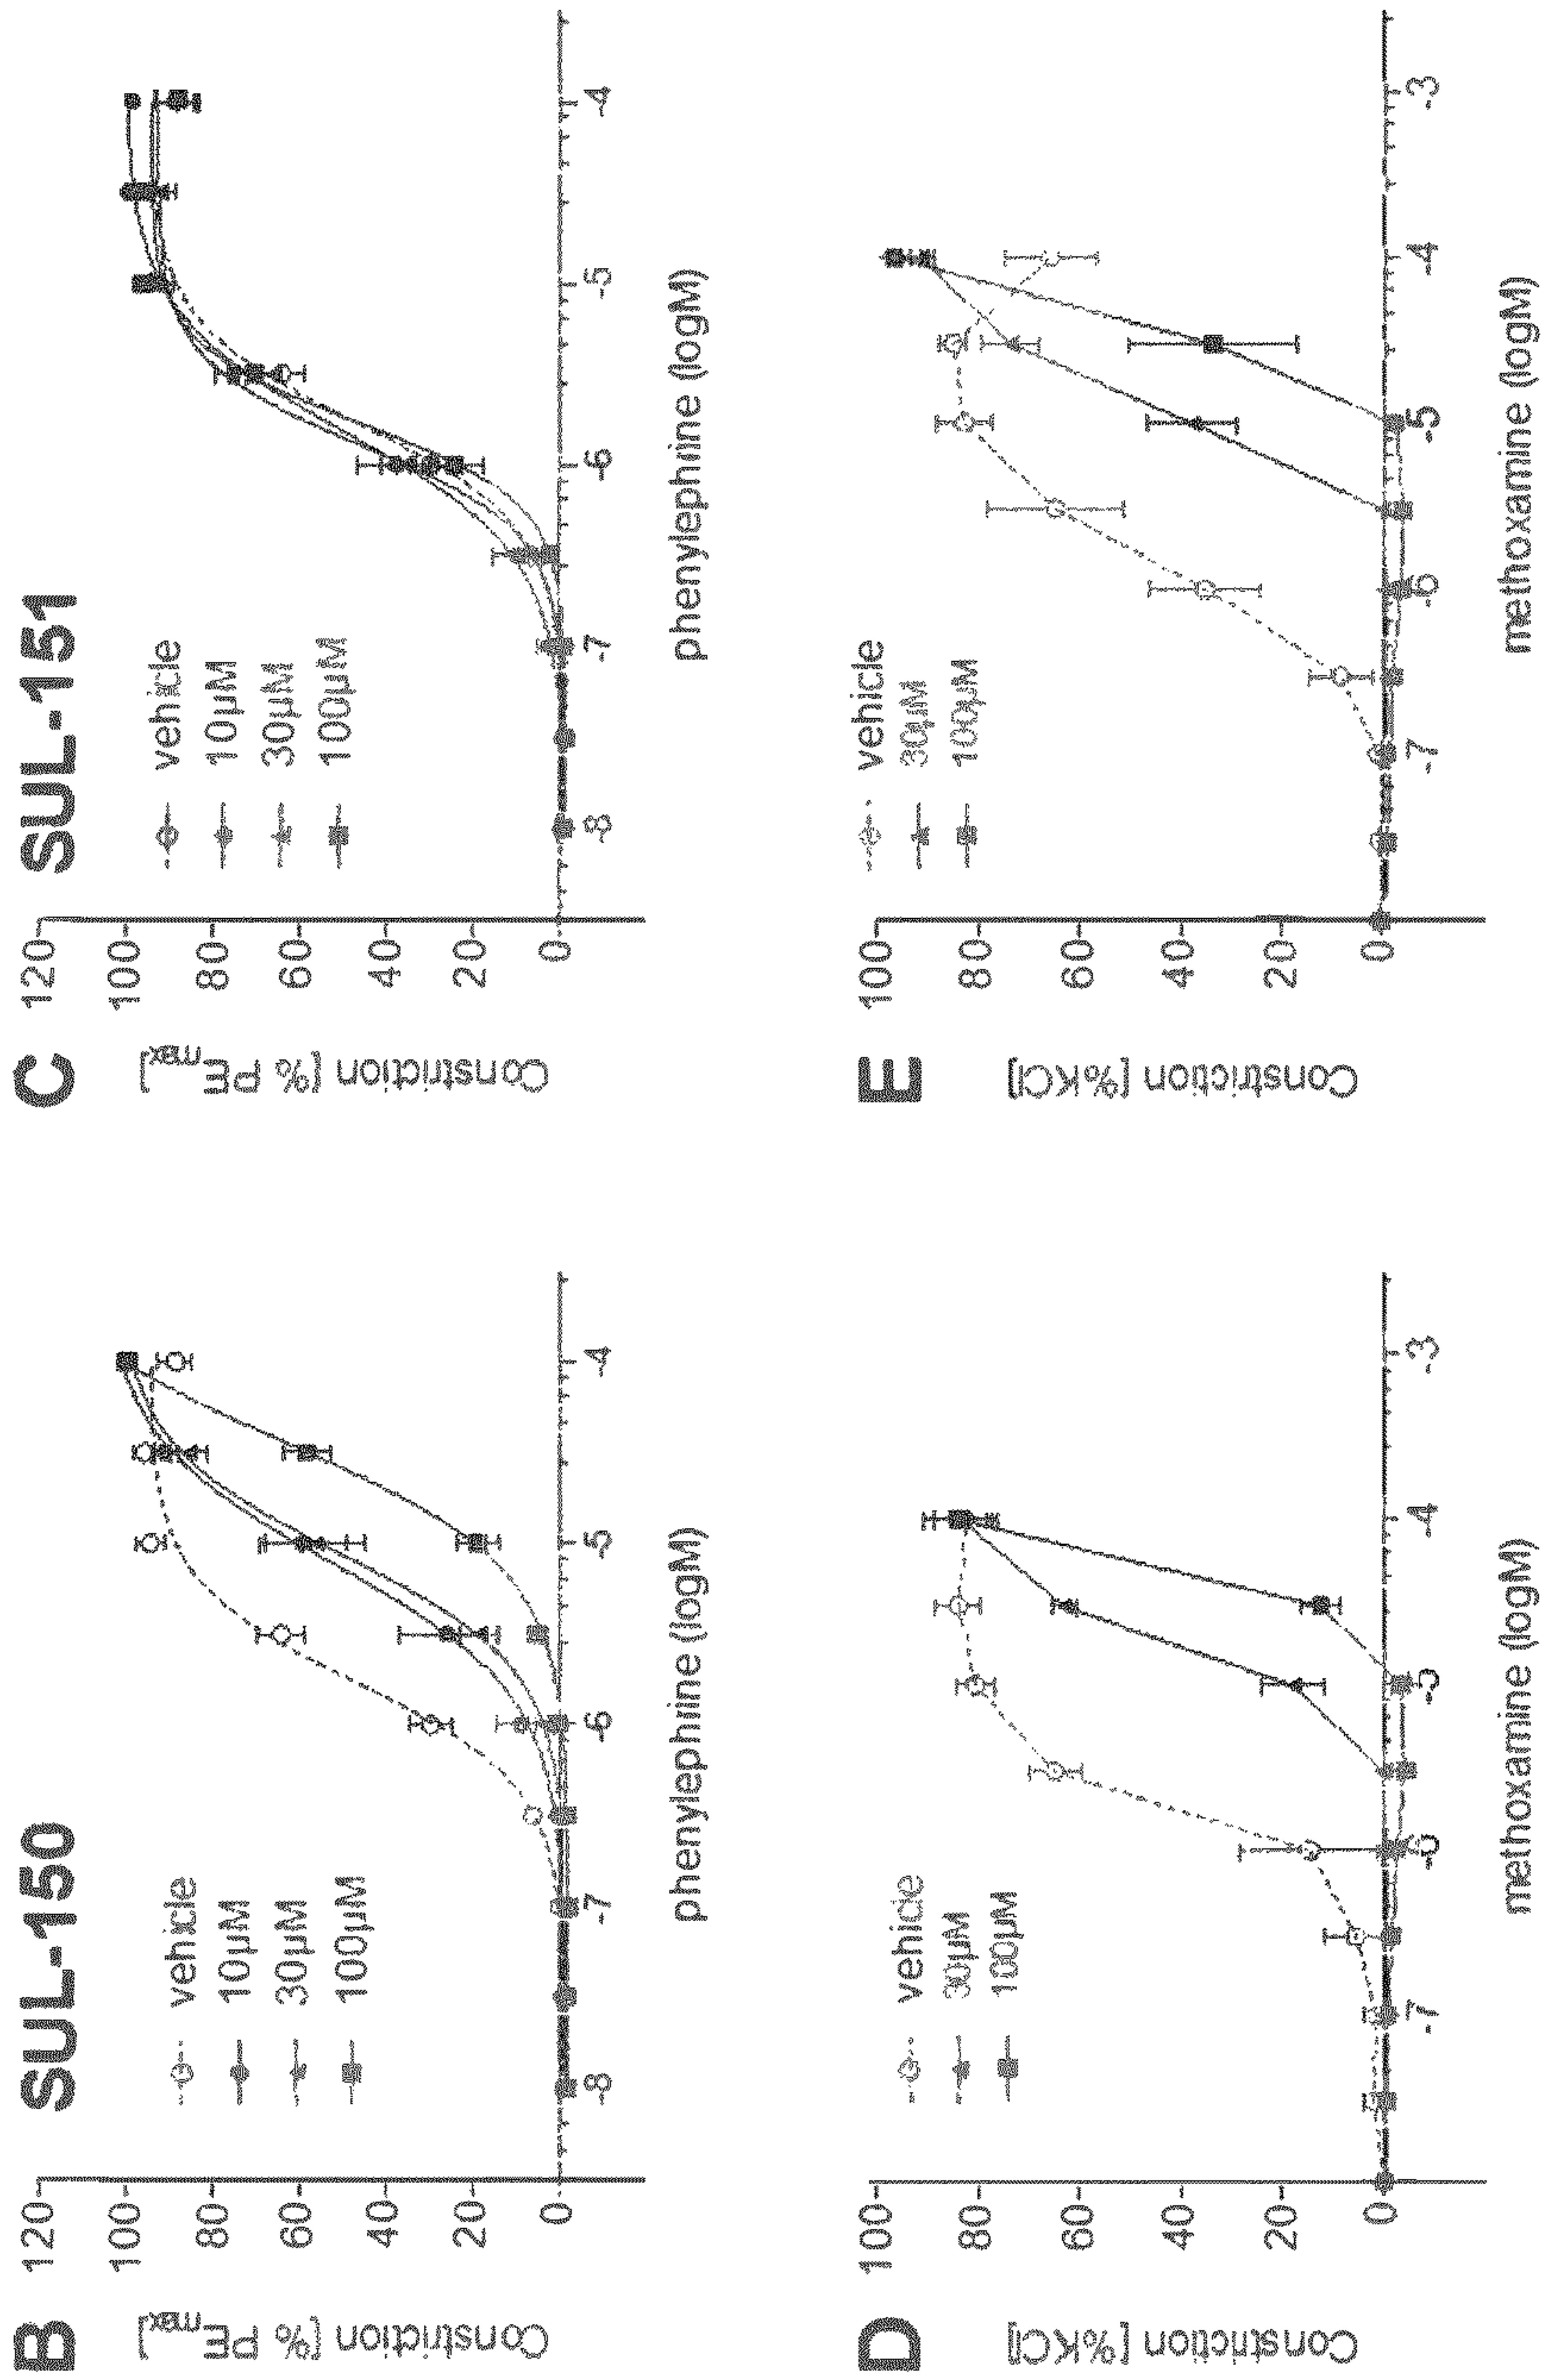 B SUL-150
Constriction [% PEmax]
120
100
80
60
40
20
0
vehicle
10µM
30µM
100µM
-8
-7
-6
-5
-4
phenylephrine (logM)
C SUL-151
Constriction [% PEmax]
120
100
80
60
40
20
0
vehicle
10µM
30µM
100µM
-8
-7
-6
-5
-4
phenylephrine (logM)
D
Constriction [%KCl]
100
80
60
40
20
0
vehicle
30µM
100µM
-7
-6
-5
-4
-3
methoxamine (logM)
E
Constriction [%KCl]
100
80
60
40
20
0
vehicle
30µM
100µM
-7
-6
-5
-4
-3
methoxamine (logM)